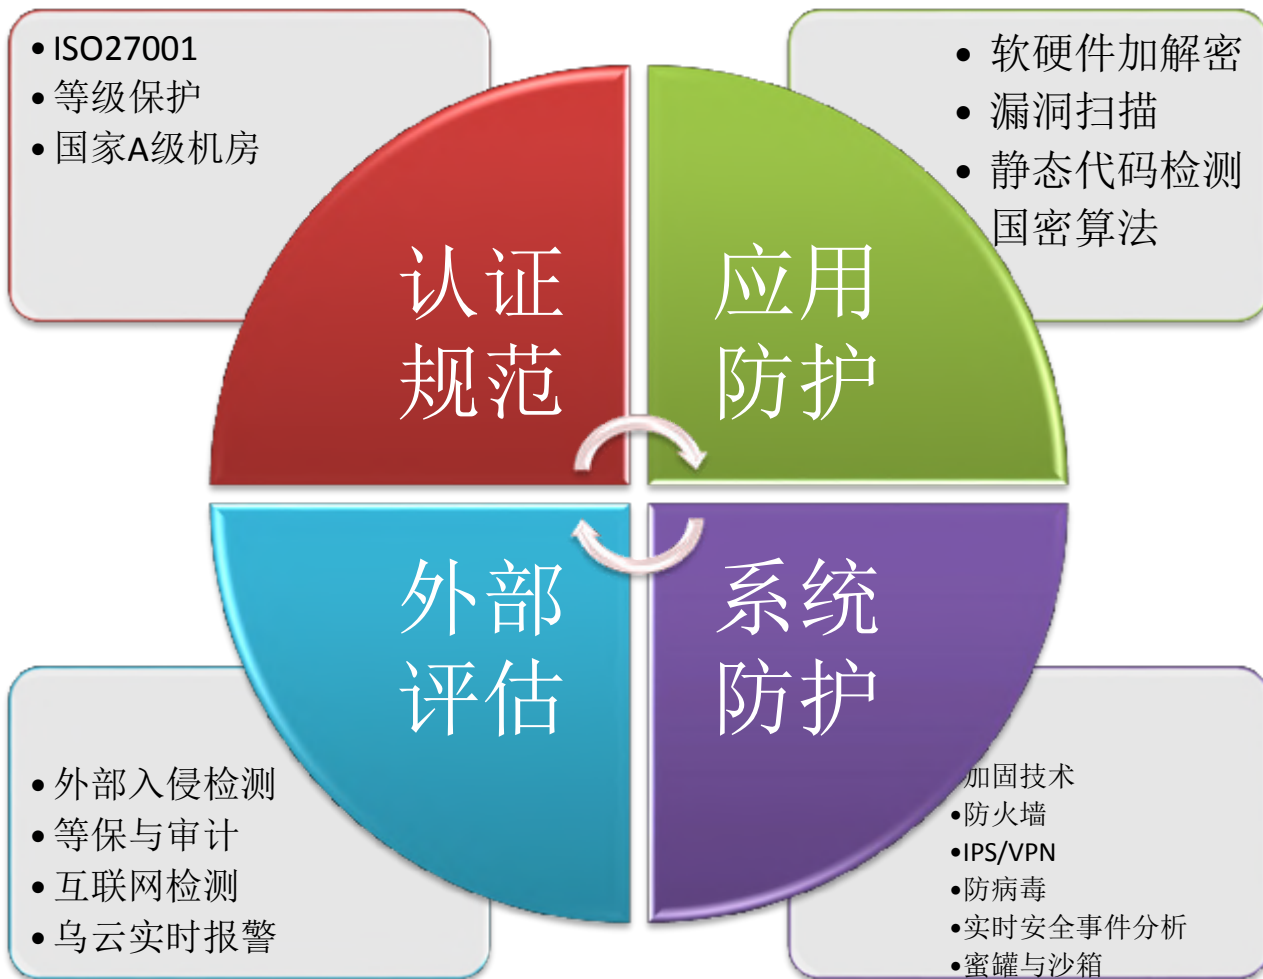 • ISO27001
• 等级保护
• 国家A级机房
• 软硬件加解密
• 漏洞扫描
• 静态代码检测
国密算法
认证
规范
应用
防护
外部
评估
系统
防护
• 外部入侵检测
• 等保与审计
• 互联网检测
• 乌云实时报警
加固技术
•防火墙
•IPS/VPN
•防病毒
•实时安全事件分析
•蜜罐与沙箱